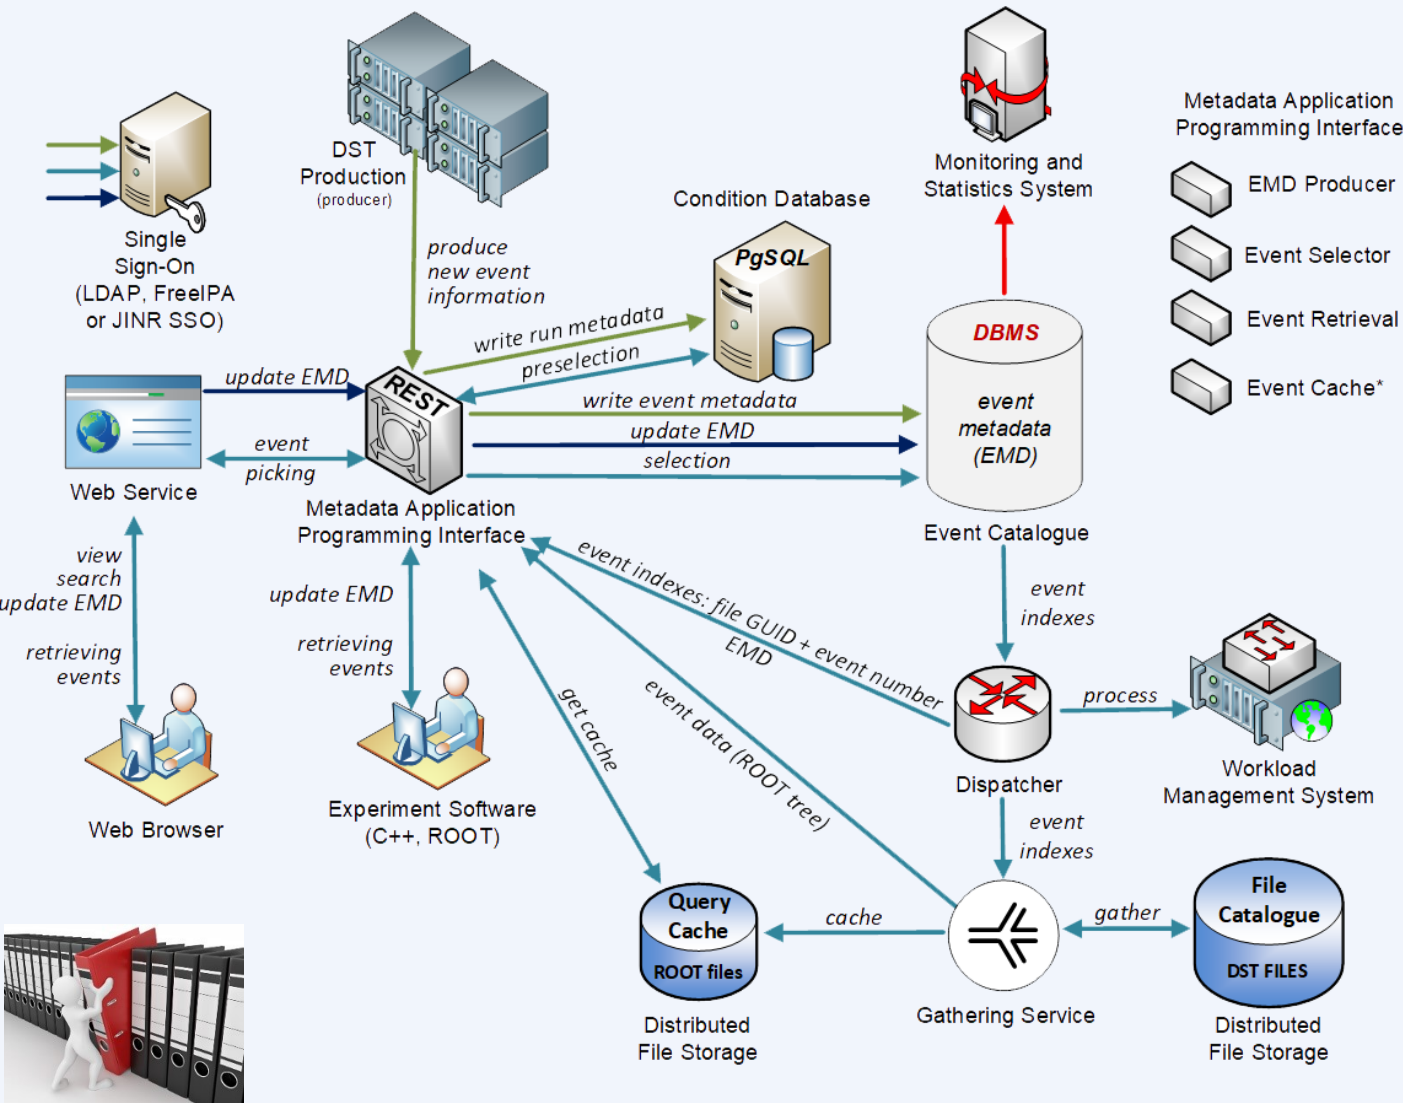 DST
Production
(producer)
Single
Sign-On
(LDAP, FreeIPA
or JINR SSO)
produce
new event
information
Condition Database
PgSQL
Monitoring and
Statistics System
Metadata Application
Programming Interface
EMD Producer
Event Selector
Event Retrieval
Event Cache*
write run metadata
preselection
update EMD
REST
write event metadata
update EMD
selection
DBMS
event
metadata
(EMD)
event
picking
Web Service
Metadata Application
Programming Interface
Event Catalogue
view
search
update EMD
retrieving
events
update EMD
retrieving
events
event indexes: file GUID + event number
EMD
event
indexes
get cache
event data (ROOT tree)
process
Dispatcher
Workload
Management System
Web Browser
Experiment Software
(C++, ROOT)
event
indexes
Query
Cache
ROOT files
cache
gather
File
Catalogue
DST FILES
Gathering Service
Distributed
File Storage
Distributed
File Storage